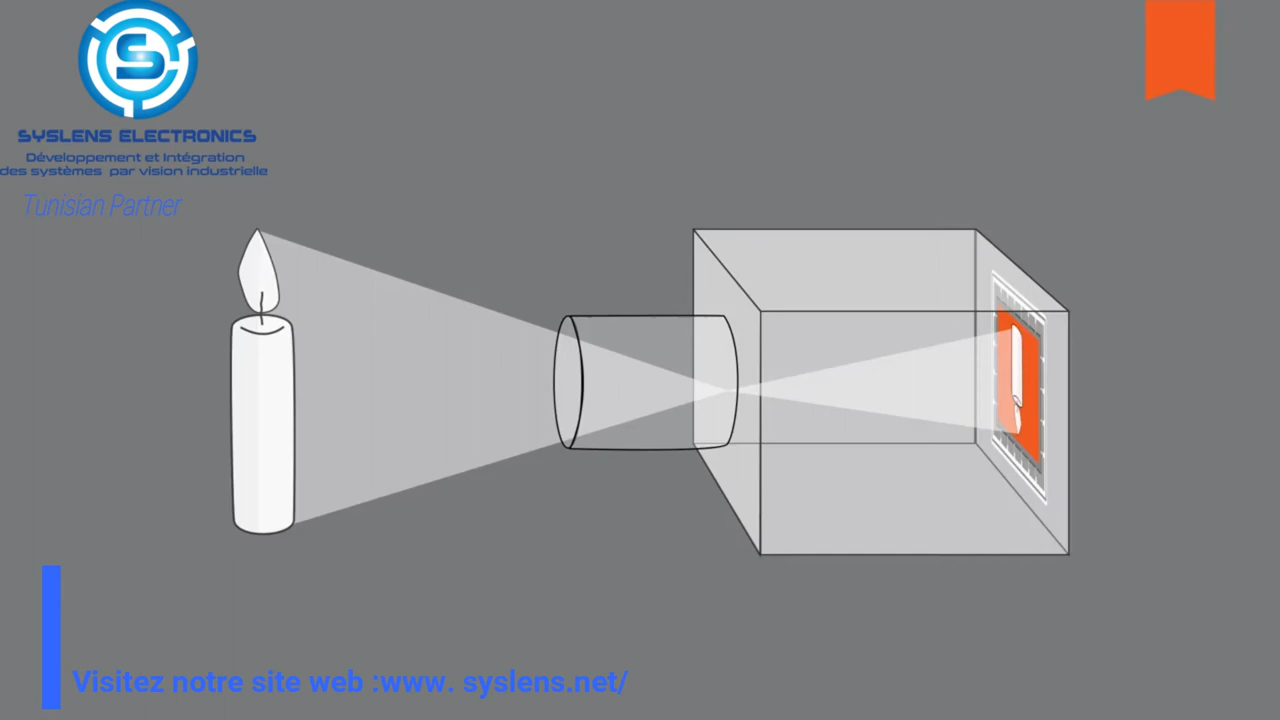 SYSLENS ELECTRONICS
Développement et Intégration
des systèmes par vision industrielle
Tunisian Partner
Visitez notre site web :www. syslens.net/